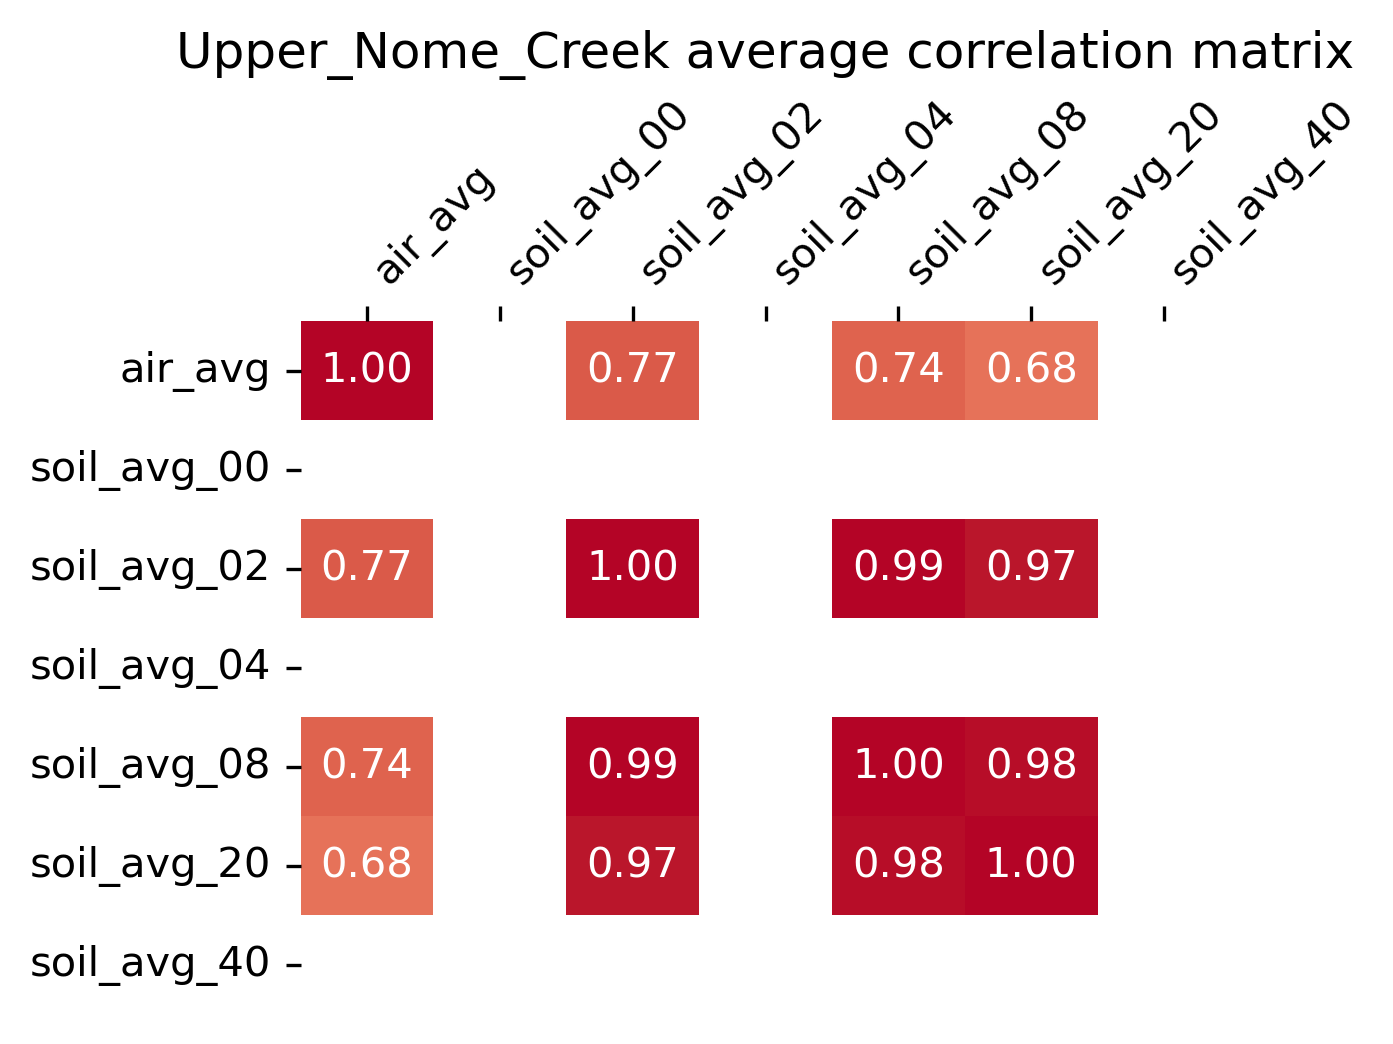 Upper_Nome_Creek average correlation matrix
air_avg soil_avg_00 soil_avg_02 soil_avg_04 soil_avg_08 soil_avg_20 soil_avg_40
air_avg 1.00 0.77 0.74 0.68
soil_avg_00
soil_avg_02 0.77 1.00 0.99 0.97
soil_avg_04
soil_avg_08 0.74 0.99 1.00 0.98
soil_avg_20 0.68 0.97 0.98 1.00
soil_avg_40